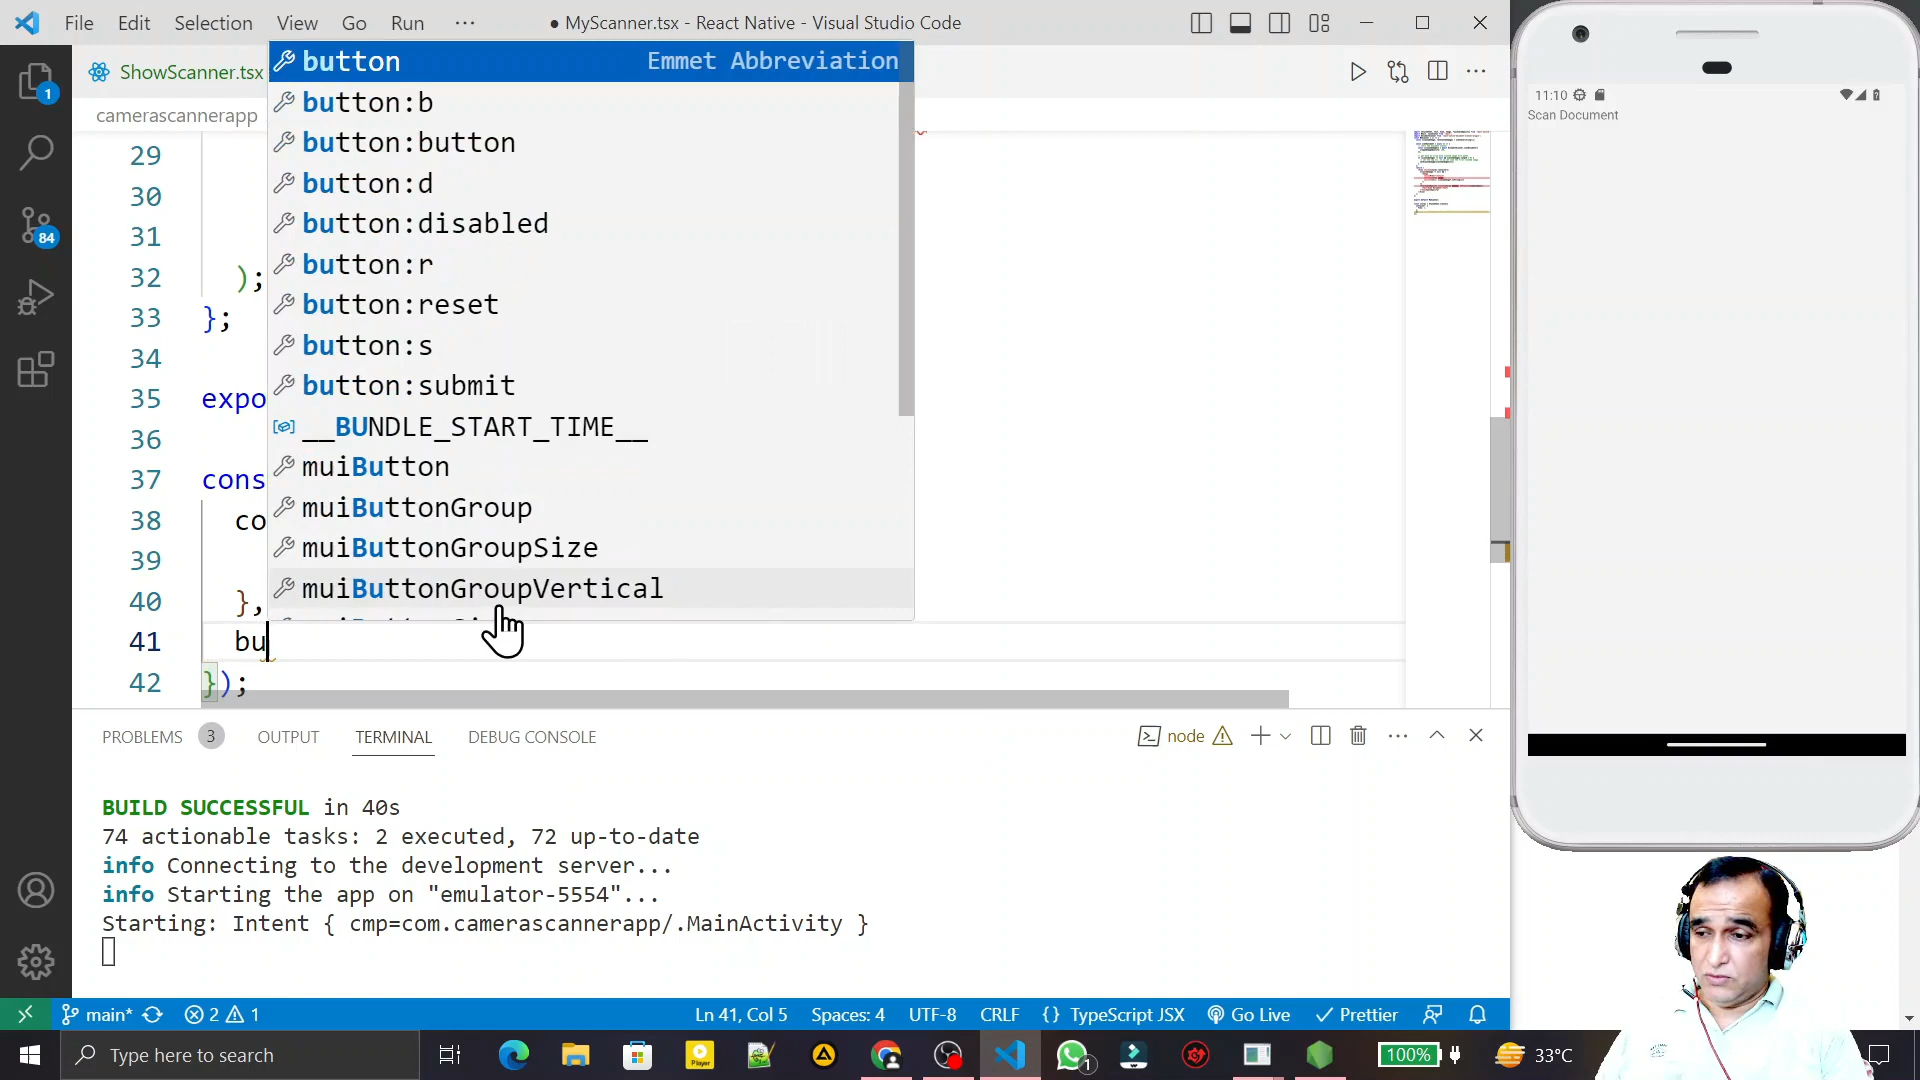 File Edit Selection View Go Run ··· ● MyScanner.tsx - React Native - Visual Studio Code
ShowScanner.tsx
camerascannerapp
button Emmet Abbreviation
button:b
button:button
button:d
button:disabled
button:r
button:reset
button:s
button:submit
__BUNDLE_START_TIME__
muiButton
muiButtonGroup
muiButtonGroupSize
muiButtonGroupVertical
29
30
31
32 );
33 };
34
35 expo
36
37 cons
38 co
39
40 },
41 bu
42 });
1
84
PROBLEMS 3 OUTPUT TERMINAL DEBUG CONSOLE node
BUILD SUCCESSFUL in 40s
74 actionable tasks: 2 executed, 72 up-to-date
info Connecting to the development server...
info Starting the app on "emulator-5554"...
Starting: Intent { cmp=com.camerascannerapp/.MainActivity }
main* 2 1 Ln 41, Col 5 Spaces: 4 UTF-8 CRLF {} TypeScript JSX Go Live Prettier
Type here to search Player 1 100% 33°C
11:10
Scan Document